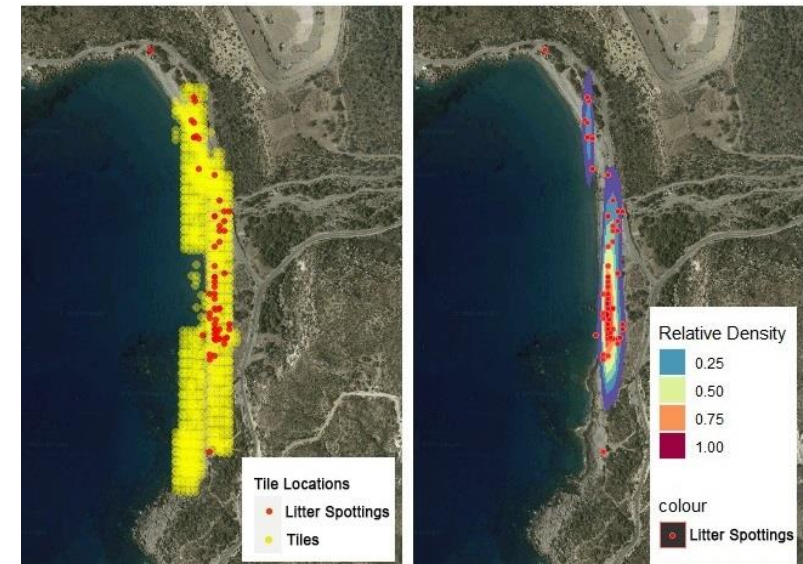 Tile Locations
Litter Spottings
Tiles
Relative Density
0.25
0.50
0.75
1.00
colour
Litter Spottings